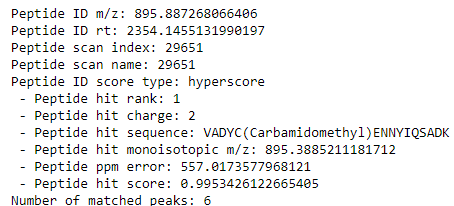 Peptide ID m/z: 895.887268066406
Peptide ID rt: 2354.1455131990197
Peptide scan index: 29651
Peptide scan name: 29651
Peptide ID score type: hyperscore
- Peptide hit rank: 1
- Peptide hit charge: 2
- Peptide hit sequence: VADYC(Carbamidomethyl)ENNYIQSADK
- Peptide hit monoisotopic m/z: 895.3885211181712
- Peptide ppm error: 557.0173577968121
- Peptide hit score: 0.9953426122665405
Number of matched peaks: 6